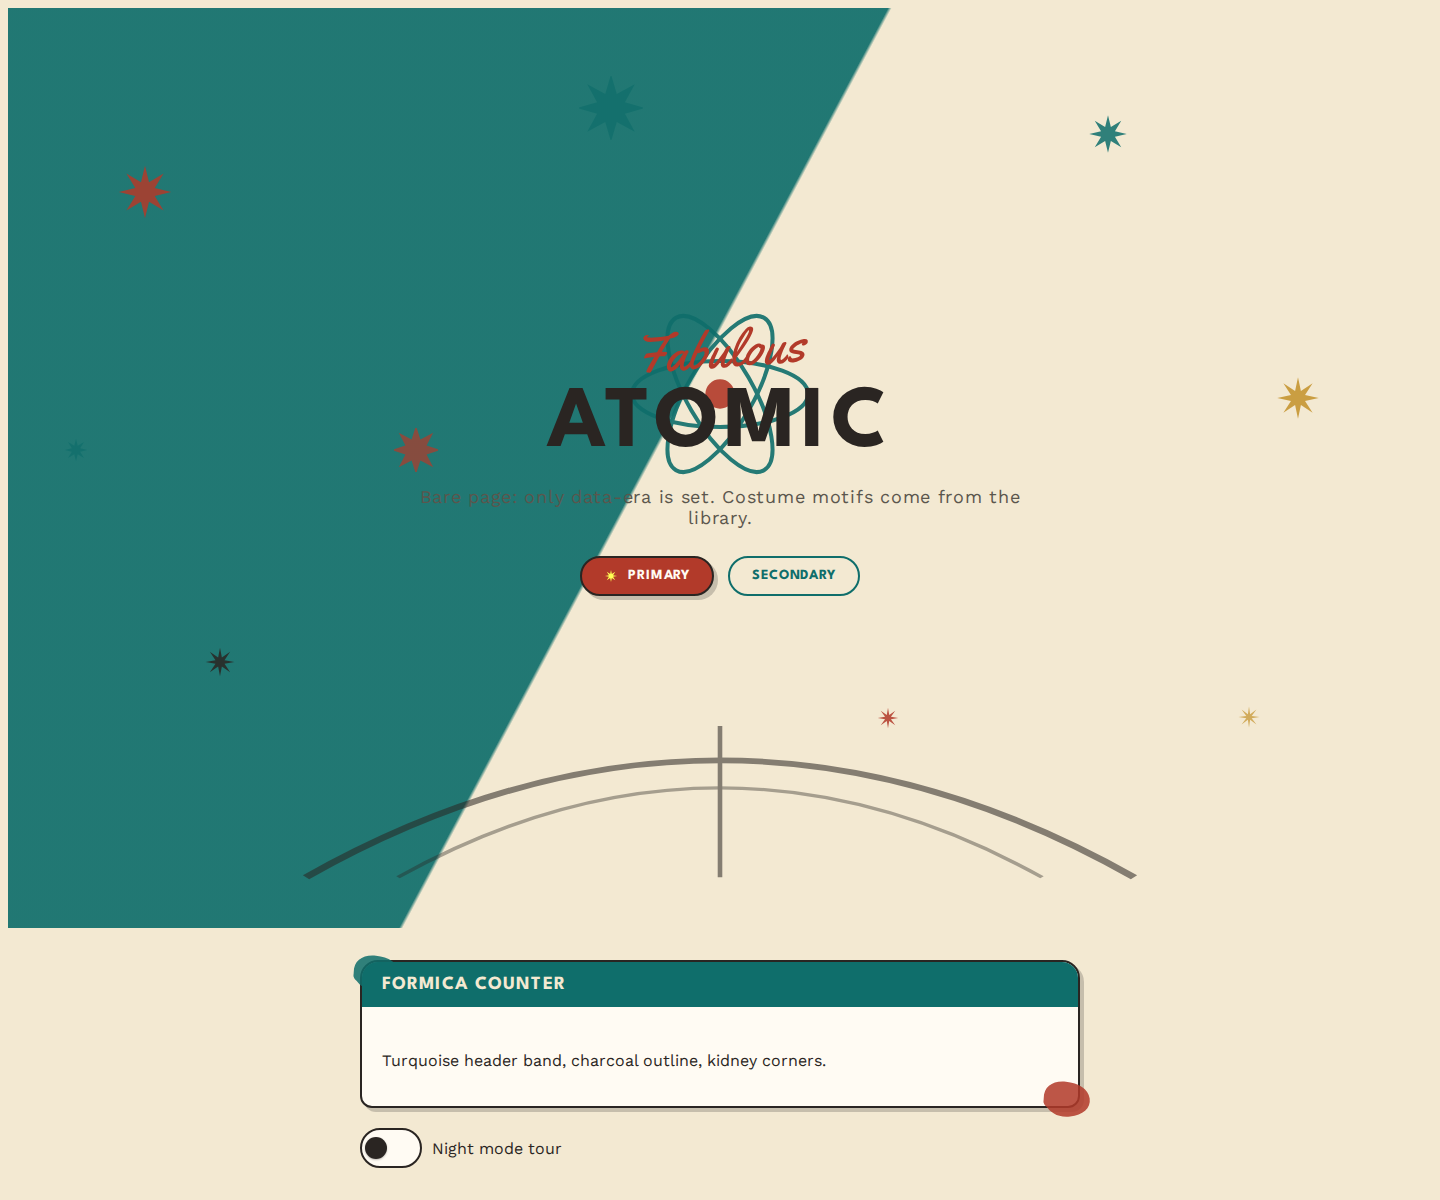 Fabulous
ATOMIC
Bare page: only data-era is set. Costume motifs come from the
library.
PRIMARY
SECONDARY
FORMICA COUNTER
Turquoise header band, charcoal outline, kidney corners.
Night mode tour